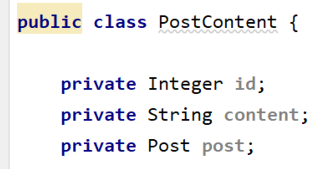 public class PostContent {
private Integer id;
private String content;
private Post post;